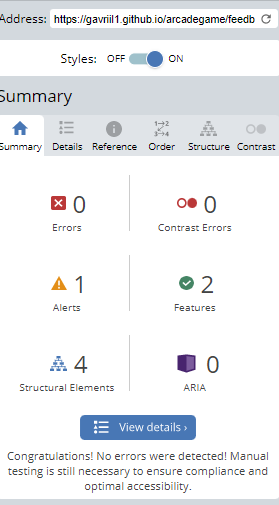 Address: https://gavriil1.github.io/arcadegame/feedb
Styles: OFF ON
Summary
Summary Details Reference Order Structure Contrast
0 0
Errors Contrast Errors
1 2
Alerts Features
4 0
Structural Elements ARIA
View details ›
Congratulations! No errors were detected! Manual
testing is still necessary to ensure compliance and
optimal accessibility.